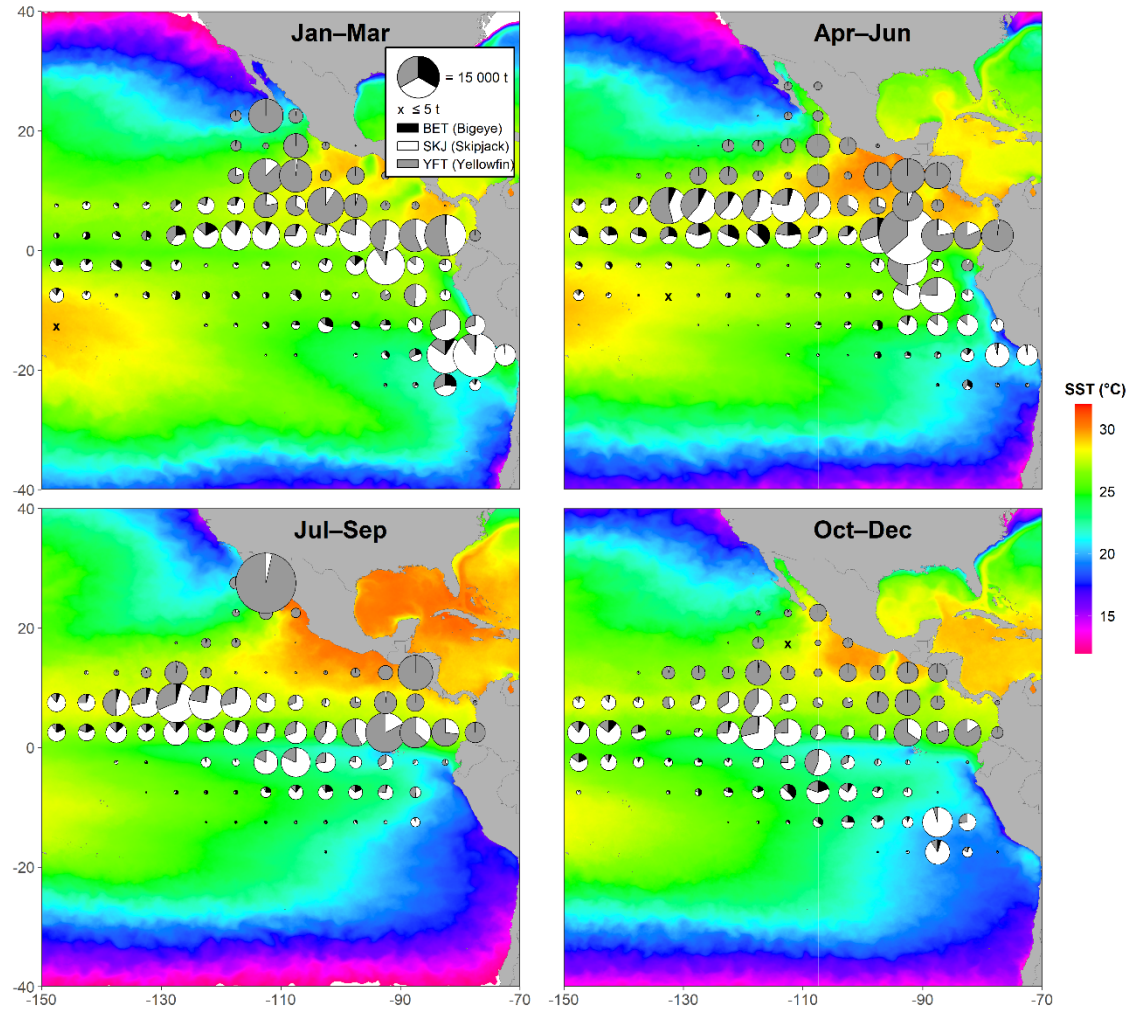 40
20
0
-20
-40
Jan–Mar
= 15 000 t
x ≤ 5 t
BET (Bigeye)
SKJ (Skipjack)
YFT (Yellowfin)
x
Apr–Jun
x
SST (°C)
30
25
20
15
40
20
0
-20
-40
Jul–Sep
-150
-130
-110
-90
-70
Oct–Dec
x
-150
-130
-110
-90
-70